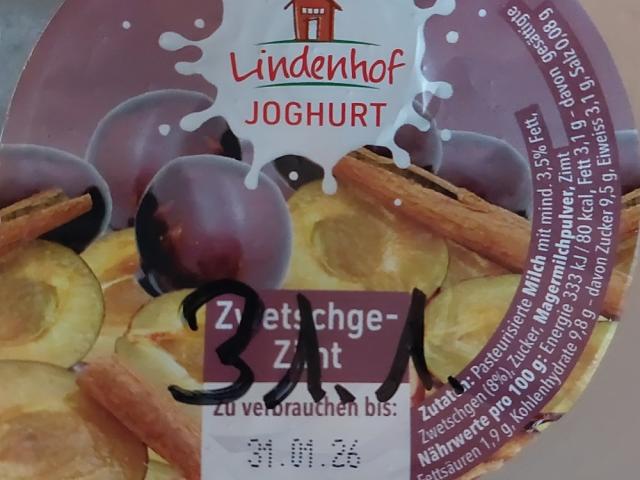 Lindenhof
JOGHURT
Zwetschge-
Zimt
31.1.
Zu verbrauchen bis:
31.01.26
Zutaten: Pasteurisierte Milch mit mind. 3,5% Fett,
Zwetschgen (8%), Zucker, Magermilchpulver, Zimt
Nährwerte pro 100 g: Energie 333 kJ / 80 kcal, Fett 3,1 g - davon gesättigte
Fettsäuren 1,9 g, Kohlenhydrate 9,8 g - davon Zucker 9,5 g, Eiweiss 3,1 g, Salz 0,08 g